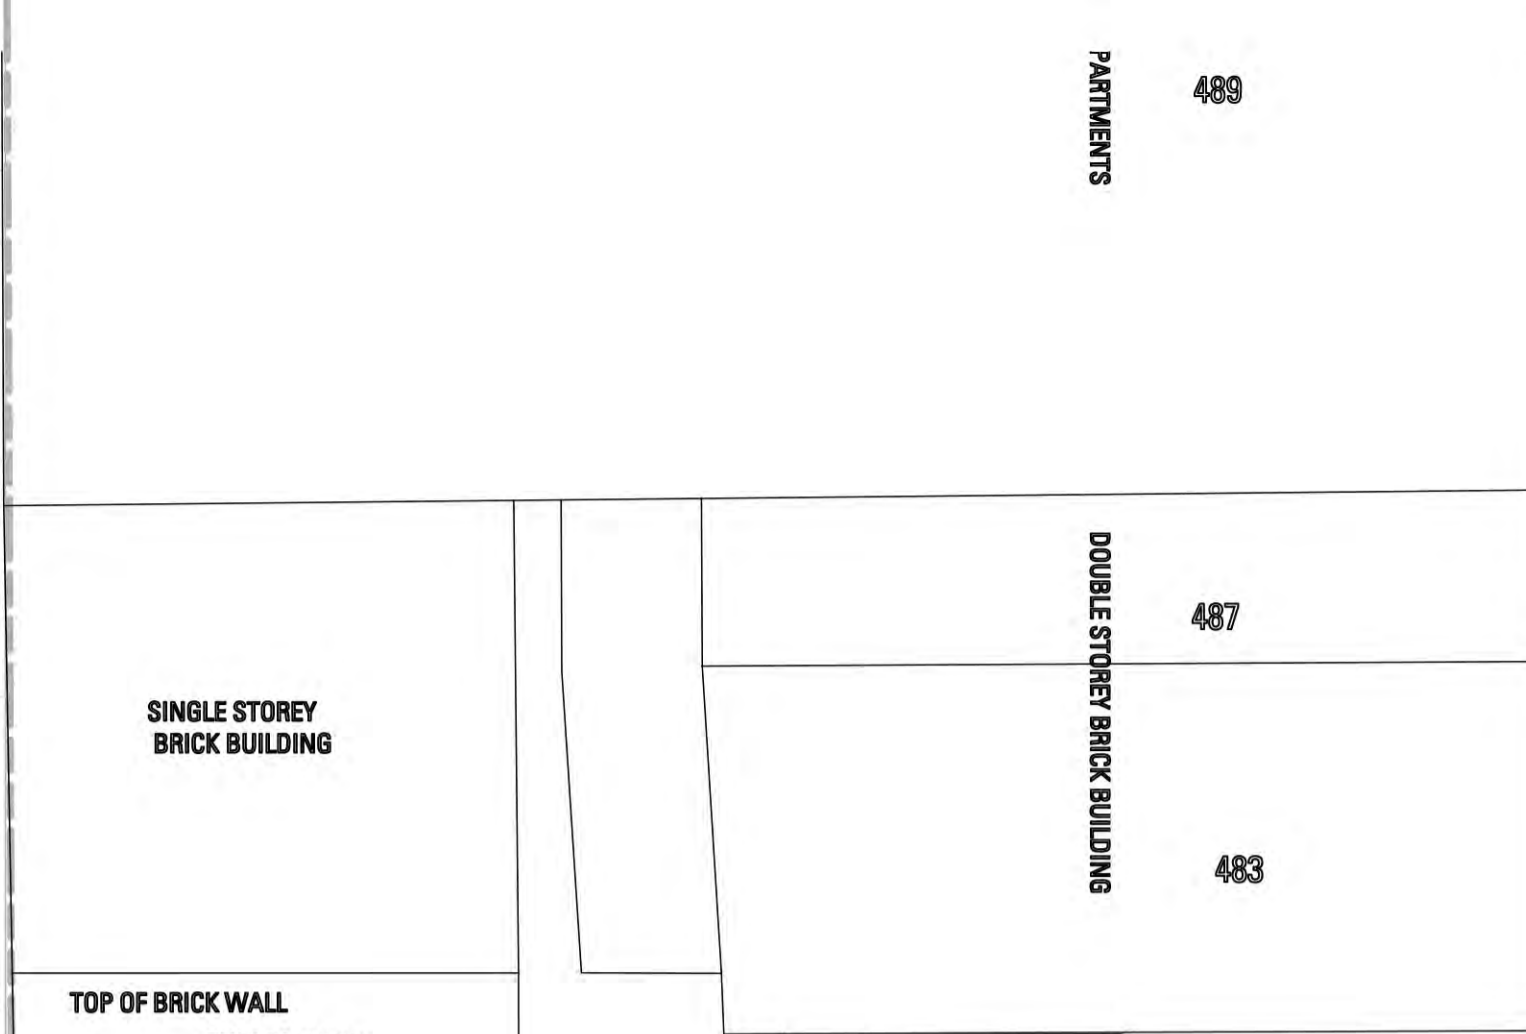 PARTMENTS
489
DOUBLE STOREY BRICK BUILDING
487
SINGLE STOREY
BRICK BUILDING
483
TOP OF BRICK WALL